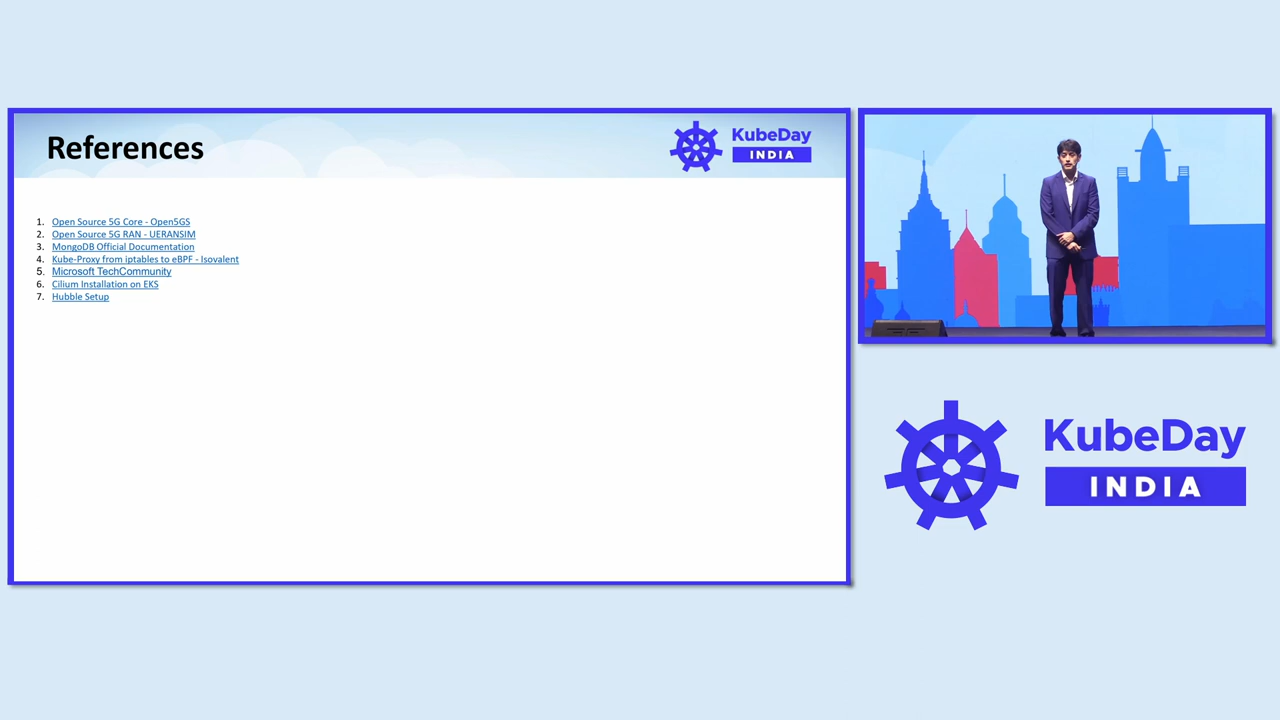 References
KubeDay
INDIA
1. Open Source 5G Core - Open5GS
2. Open Source 5G RAN - UERANSIM
3. MongoDB Official Documentation
4. Kube-Proxy from iptables to eBPF - Isovalent
5. Microsoft TechCommunity
6. Cilium Installation on EKS
7. Hubble Setup
KubeDay
INDIA